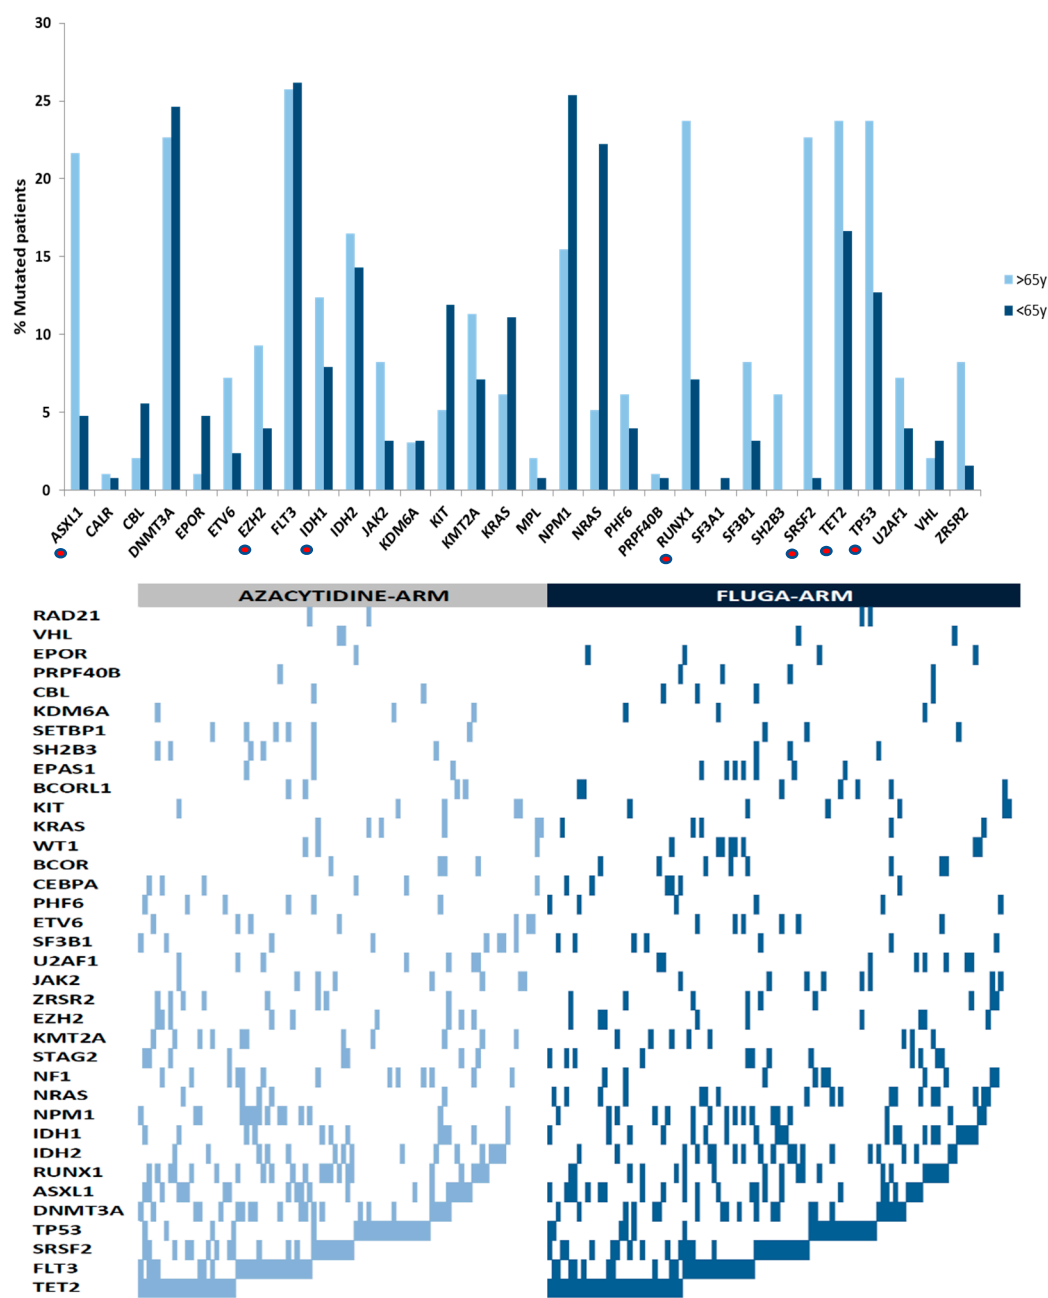 30
25
20
15
10
5
0
% Mutated patients
>65y
<65y
ASXL1
CALR
CBL
DNMT3A
EPOR
ETV6
EZH2
FLT3
IDH1
IDH2
JAK2
KDM6A
KIT
KMT2A
KRAS
MPL
NPM1
NRAS
PHF6
PRPF40B
RUNX1
SF3A1
SF3B1
SH2B3
SRSF2
TET2
TP53
U2AF1
VHL
ZRSR2
AZACYTIDINE-ARM FLUGA-ARM
RAD21
VHL
EPOR
PRPF40B
CBL
KDM6A
SETBP1
SH2B3
EPAS1
BCORL1
KIT
KRAS
WT1
BCOR
CEBPA
PHF6
ETV6
SF3B1
U2AF1
JAK2
ZRSR2
EZH2
KMT2A
STAG2
NF1
NRAS
NPM1
IDH1
IDH2
RUNX1
ASXL1
DNMT3A
TP53
SRSF2
FLT3
TET2